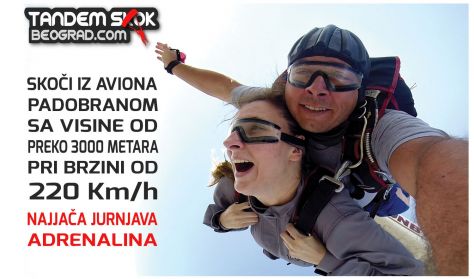 TANDEM SKOK
BEOGRAD.COM
SKOČI IZ AVIONA
PADOBRANOM
SA VISINE OD
PREKO 3000 METARA
PRI BRZINI OD
220 Km/h
NAJJAČA JURNJAVA
ADRENALINA